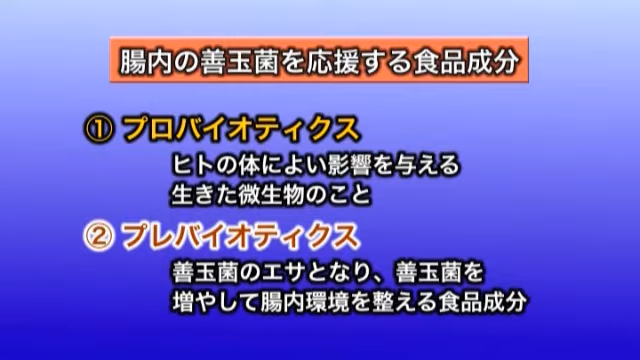 腸内の善玉菌を応援する食品成分
① プロバイオティクス
ヒトの体によい影響を与える
生きた微生物のこと
② プレバイオティクス
善玉菌のエサとなり、善玉菌を
増やして腸内環境を整える食品成分